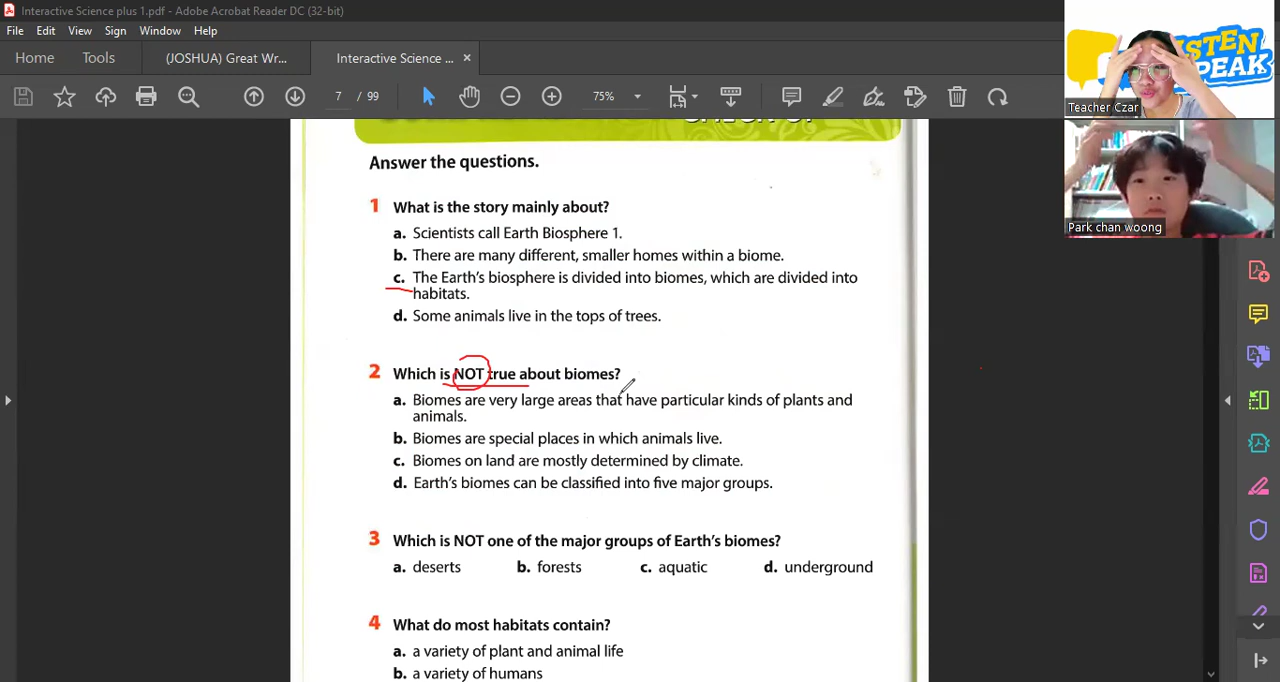 Interactive Science plus 1.pdf - Adobe Acrobat Reader DC (32-bit)
File Edit View Sign Window Help
Home Tools (JOSHUA) Great Wr... Interactive Science ... ×
7 / 99 75%
Teacher Czar
Park chan woong
Answer the questions.
1 What is the story mainly about?
a. Scientists call Earth Biosphere 1.
b. There are many different, smaller homes within a biome.
c. The Earth's biosphere is divided into biomes, which are divided into
habitats.
d. Some animals live in the tops of trees.
2 Which is NOT true about biomes?
a. Biomes are very large areas that have particular kinds of plants and
animals.
b. Biomes are special places in which animals live.
c. Biomes on land are mostly determined by climate.
d. Earth's biomes can be classified into five major groups.
3 Which is NOT one of the major groups of Earth's biomes?
a. deserts b. forests c. aquatic d. underground
4 What do most habitats contain?
a. a variety of plant and animal life
b. a variety of humans